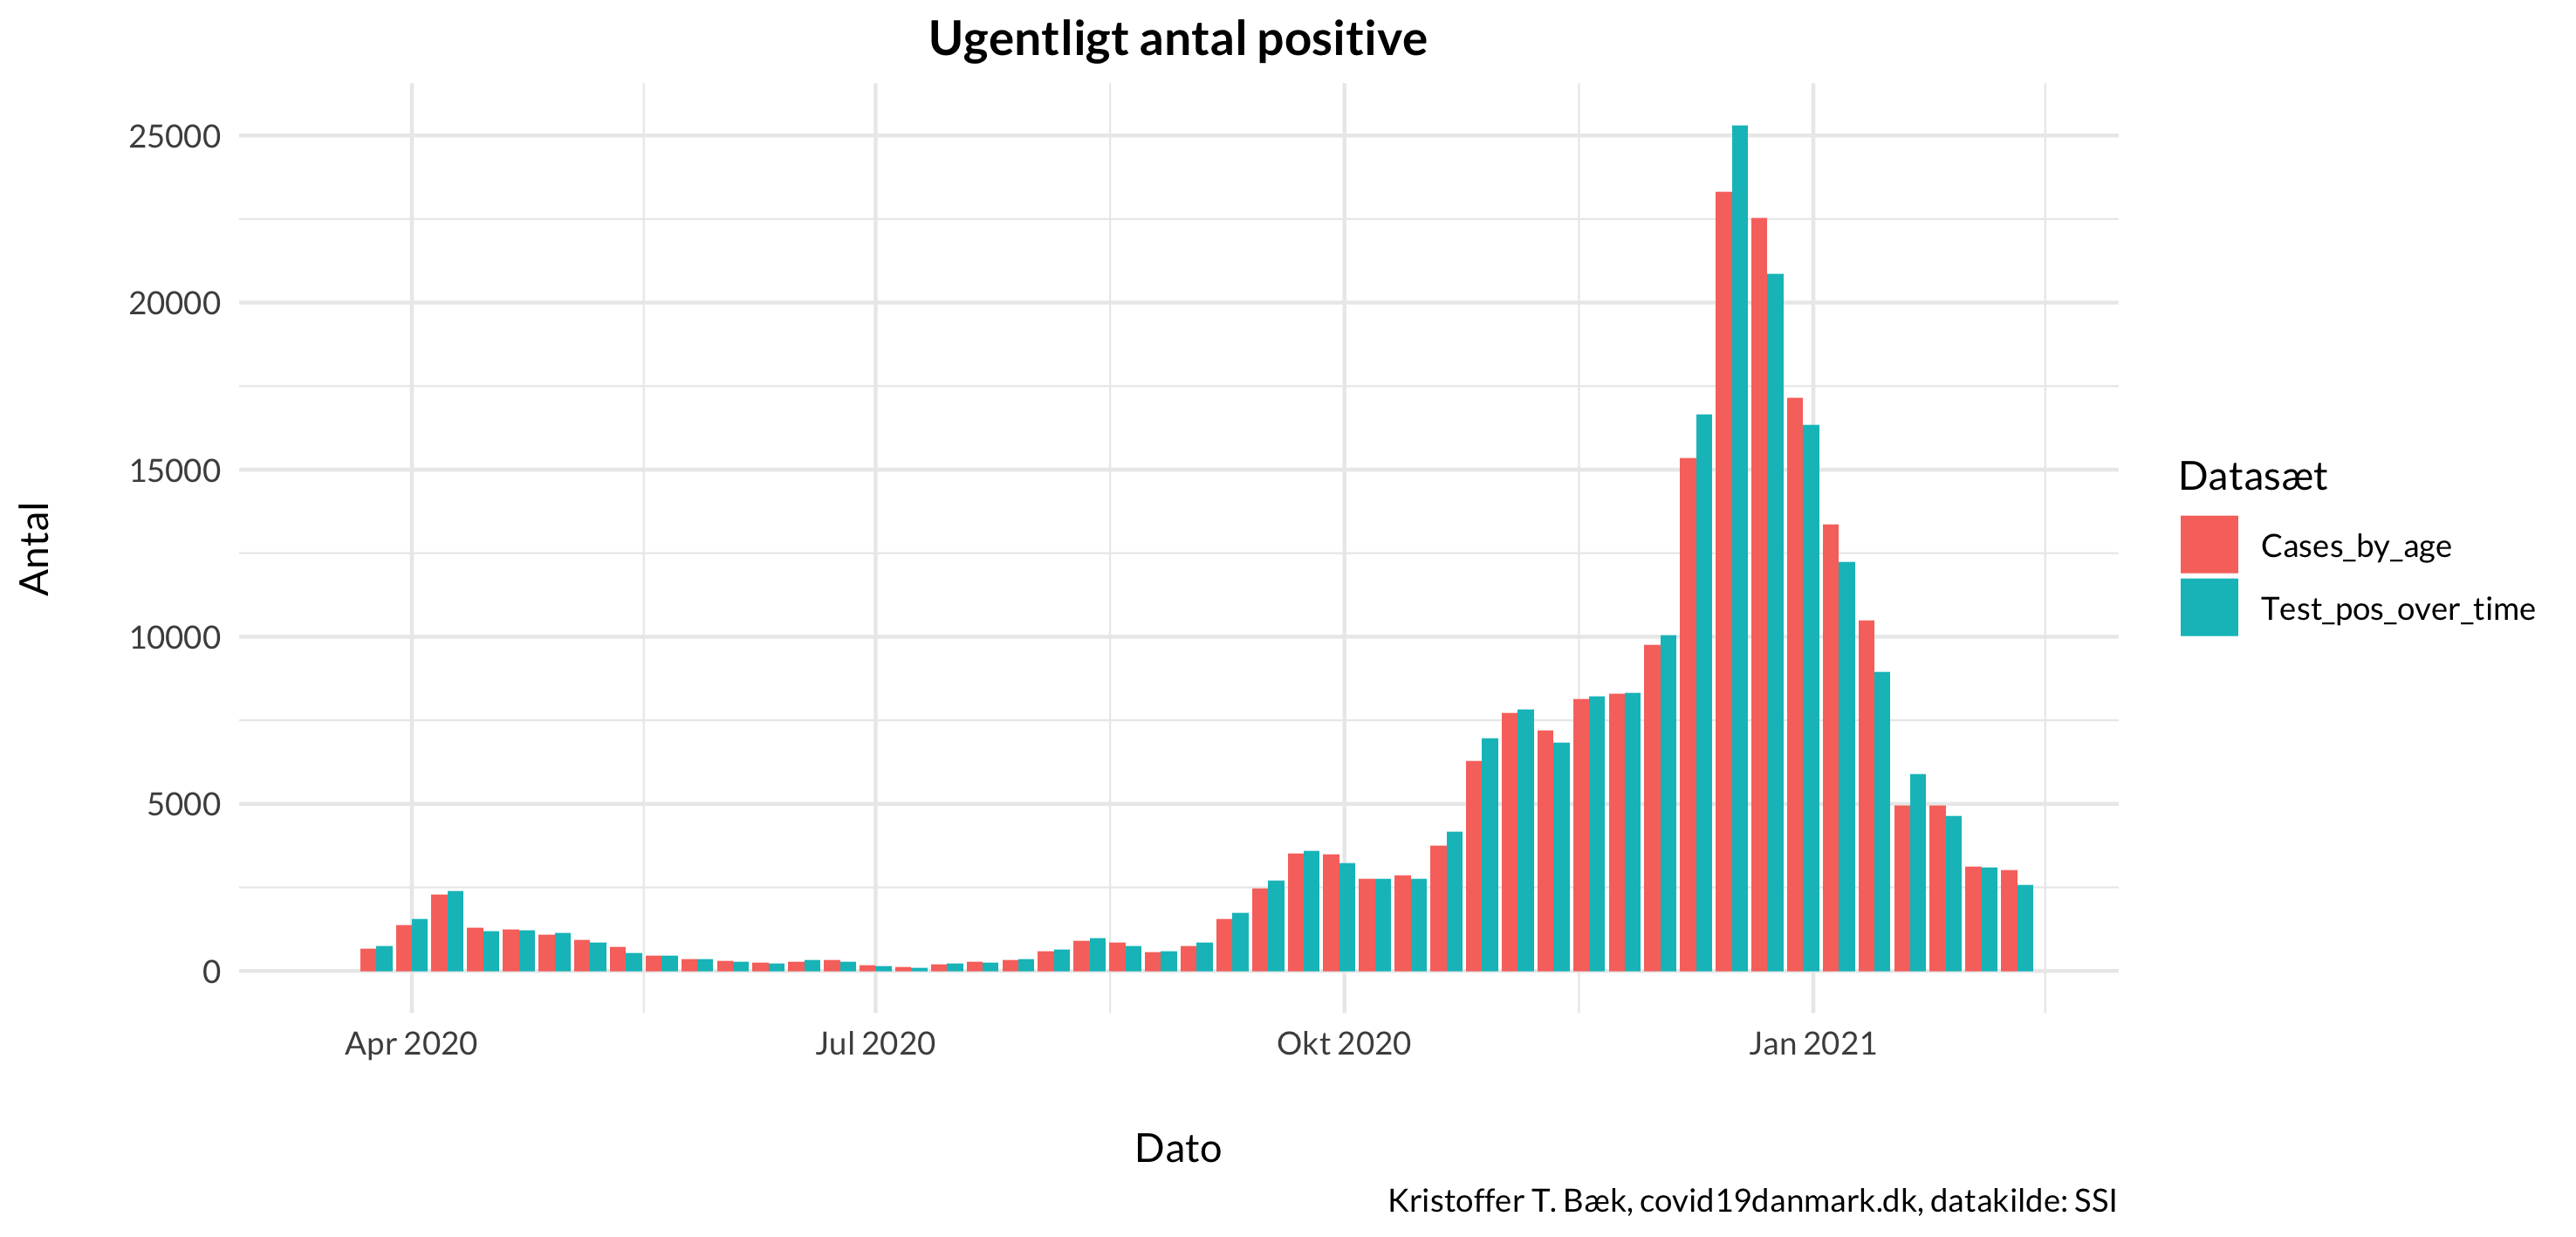 Ugentligt antal positive
25000
20000
15000
10000
5000
0
Antal
Apr 2020
Jul 2020
Okt 2020
Jan 2021
Dato
Datasæt
Cases_by_age
Test_pos_over_time
Kristoffer T. Bæk, covid19danmark.dk, datakilde: SSI